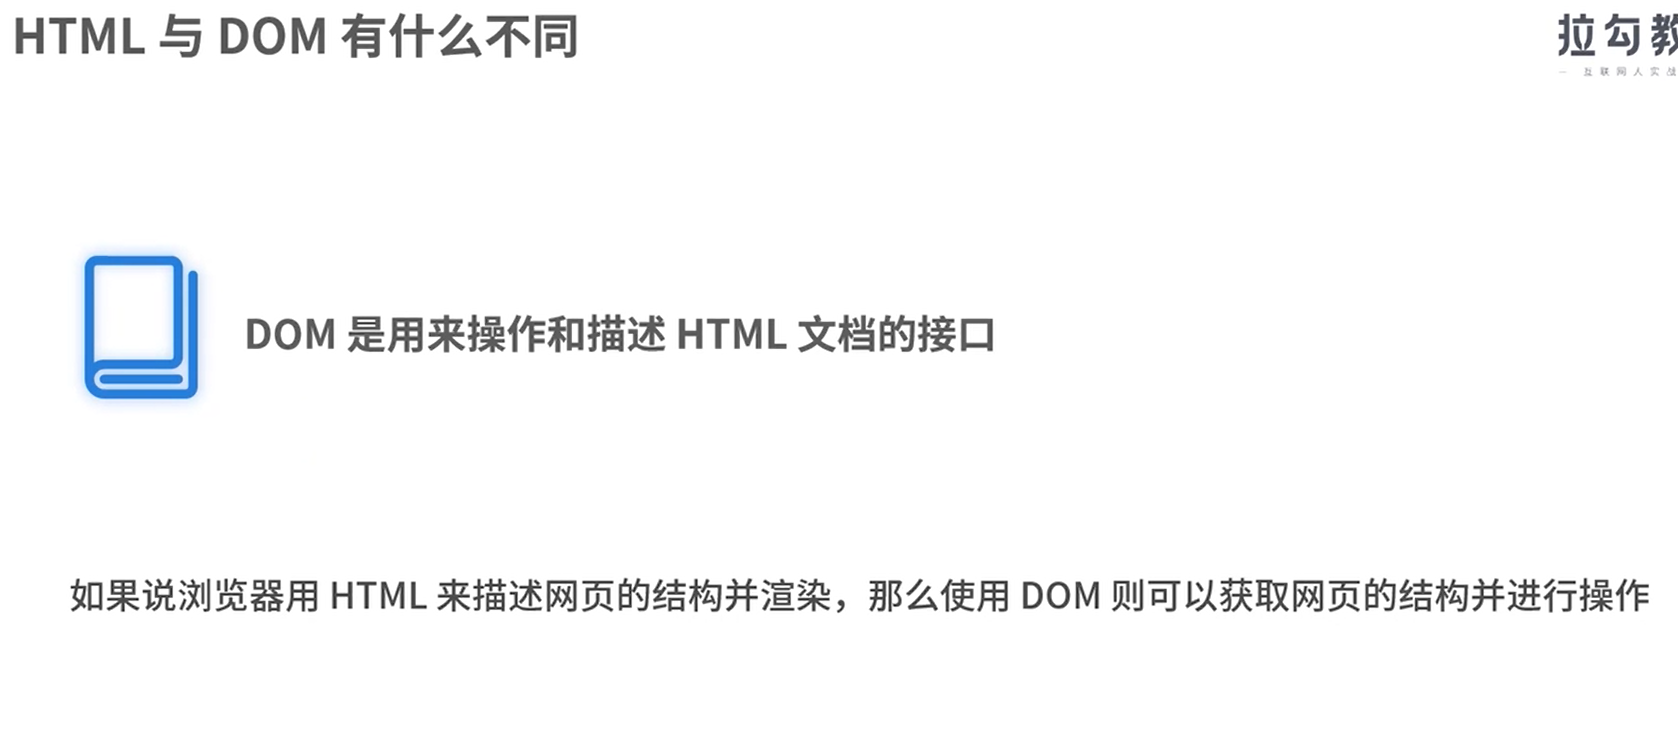 HTML 与 DOM 有什么不同
拉勾教
— 互联网人实战
DOM 是用来操作和描述 HTML 文档的接口
如果说浏览器用 HTML 来描述网页的结构并渲染，那么使用 DOM 则可以获取网页的结构并进行操作